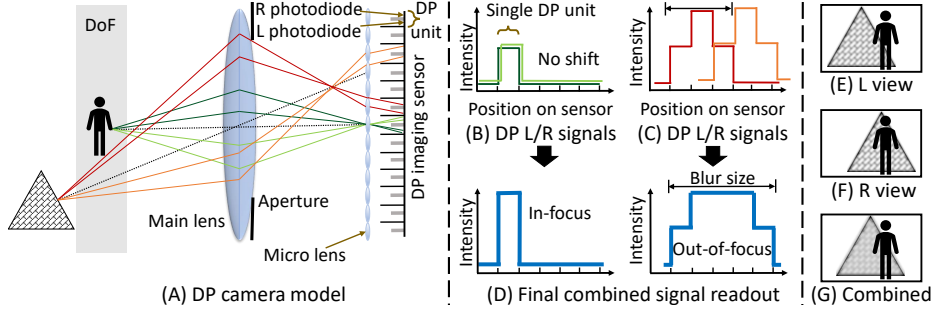 DoF
R photodiode
L photodiode
DP
unit
DP imaging sensor
Main lens
Aperture
Micro lens
(A) DP camera model
Single DP unit
No shift
Intensity
Position on sensor
(B) DP L/R signals
Intensity
Position on sensor
(C) DP L/R signals
In-focus
Intensity
Blur size
Out-of-focus
Intensity
(D) Final combined signal readout
(E) L view
(F) R view
(G) Combined